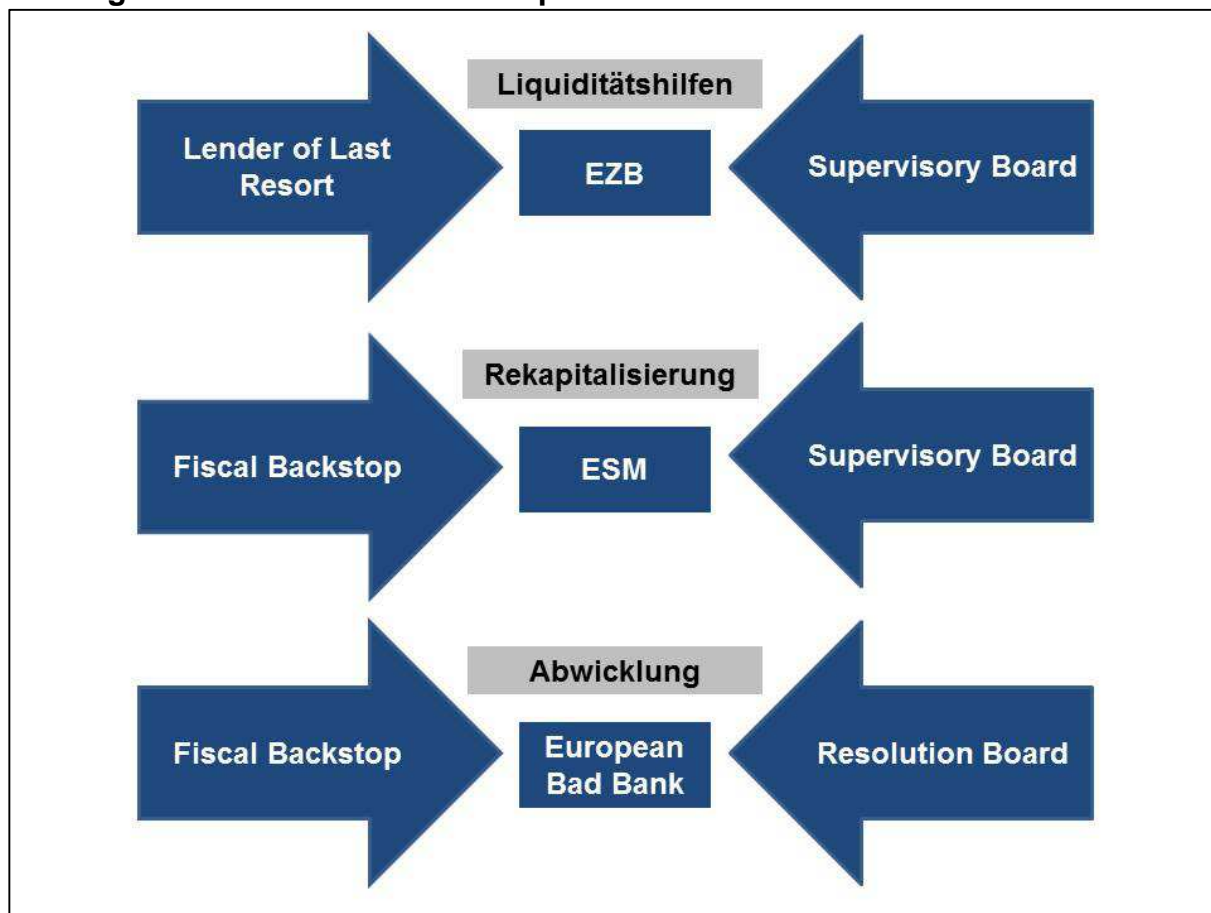 Liquiditätshilfen
Lender of Last
Resort
EZB
Supervisory Board
Rekapitalisierung
Fiscal Backstop
ESM
Supervisory Board
Abwicklung
Fiscal Backstop
European
Bad Bank
Resolution Board